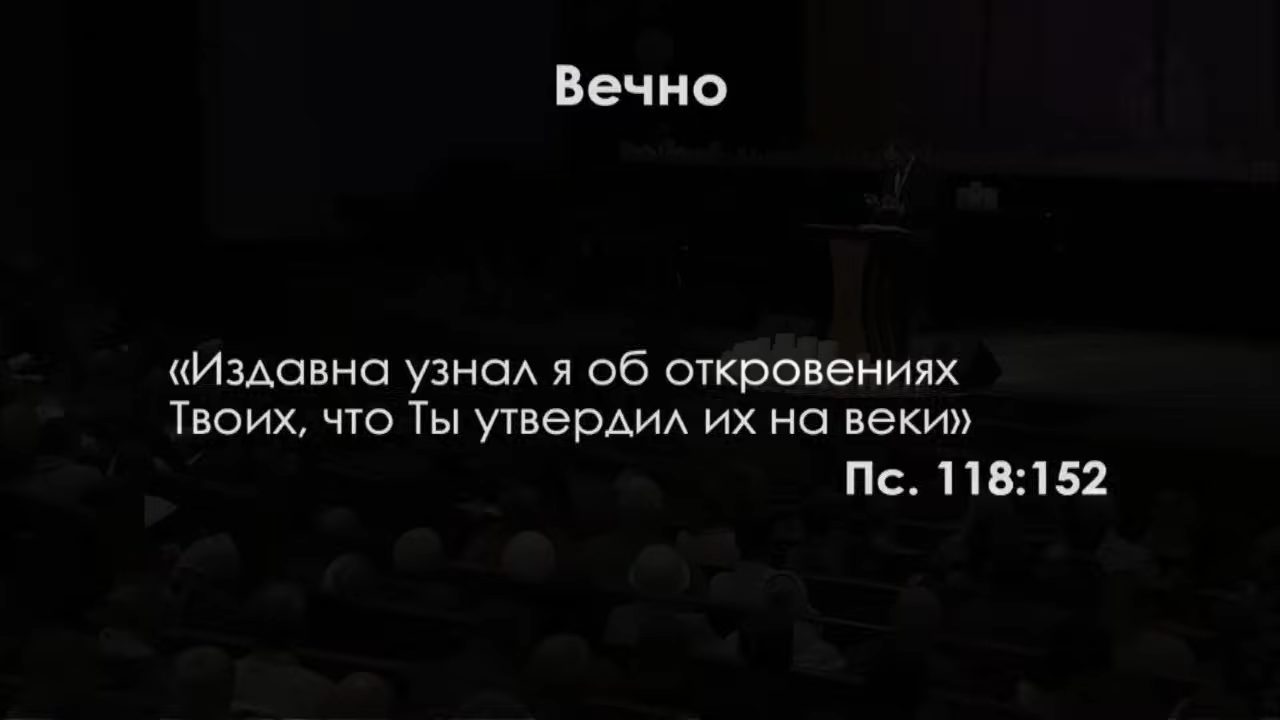 Вечно
«Издавна узнал я об откровениях
Твоих, что Ты утвердил их на веки»
Пс. 118:152